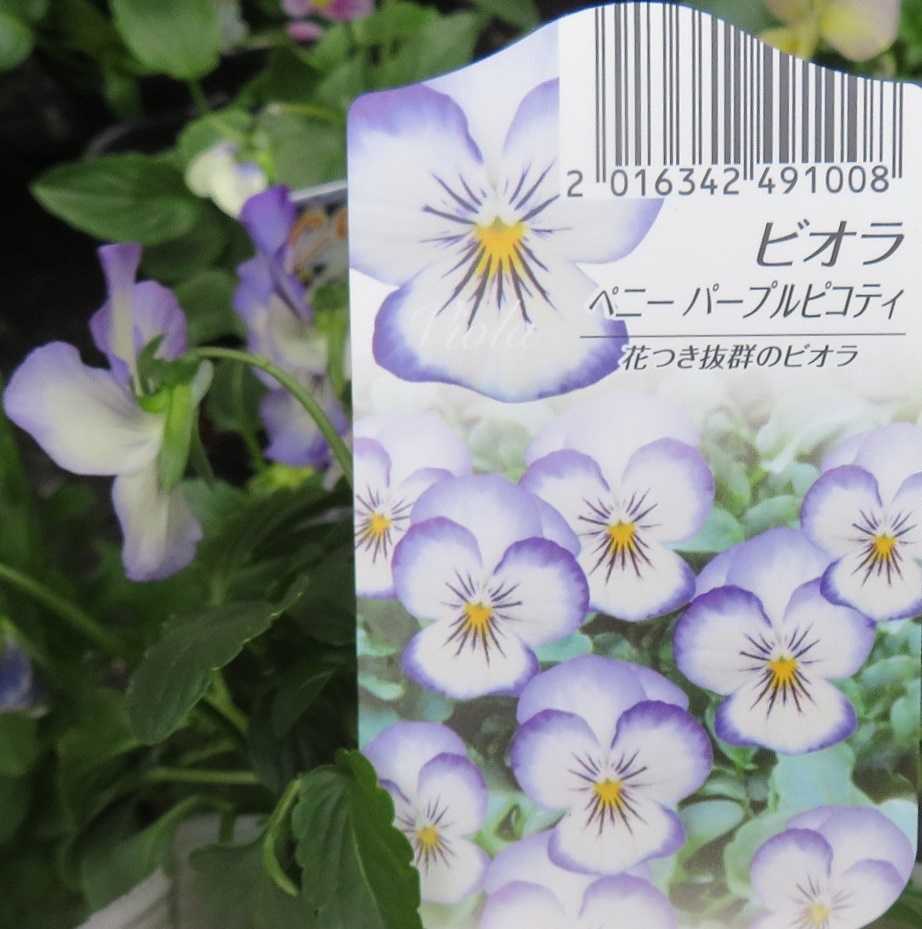 2 016342 491008
ビオラ
ペニー パープルピコティ
花つき抜群のビオラ
Viola